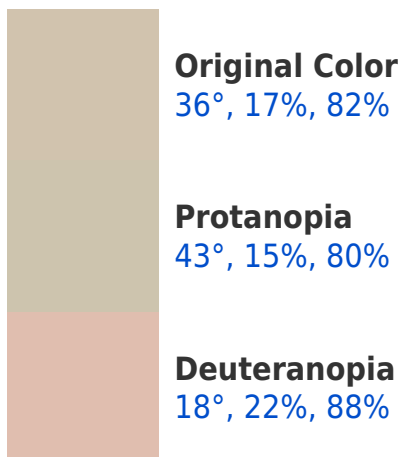 Original Color
36°, 17%, 82%
Protanopia
43°, 15%, 80%
Deuteranopia
18°, 22%, 88%